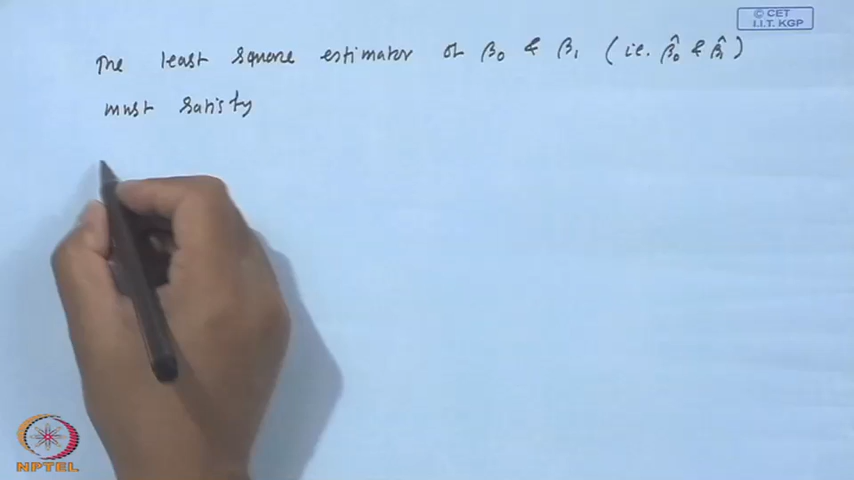 © CET
I.I.T. KGP
The least square estimator of β₀ & β₁ (i.e. β̂₀ & β̂₁)
must satisfy
NPTEL